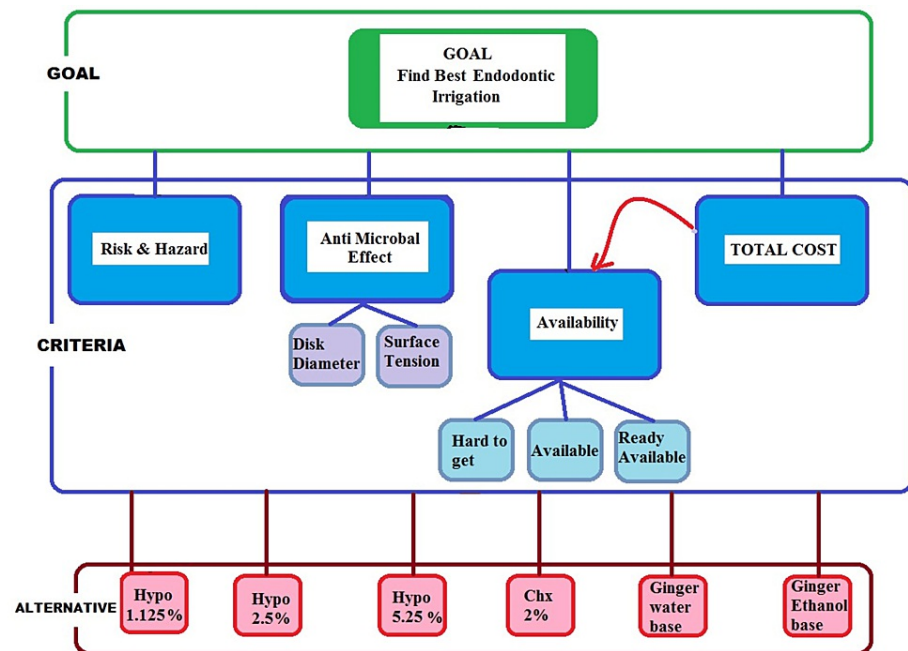 GOAL
GOAL
Find Best Endodontic
Irrigation
CRITERIA
Risk & Hazard
Anti Microbal
Effect
TOTAL COST
Availability
Disk
Diameter
Surface
Tension
Hard to
get
Available
Ready
Available
ALTERNATIVE
Hypo
1.125%
Hypo
2.5%
Hypo
5.25 %
Chx
2%
Ginger
water
base
Ginger
Ethanol
base